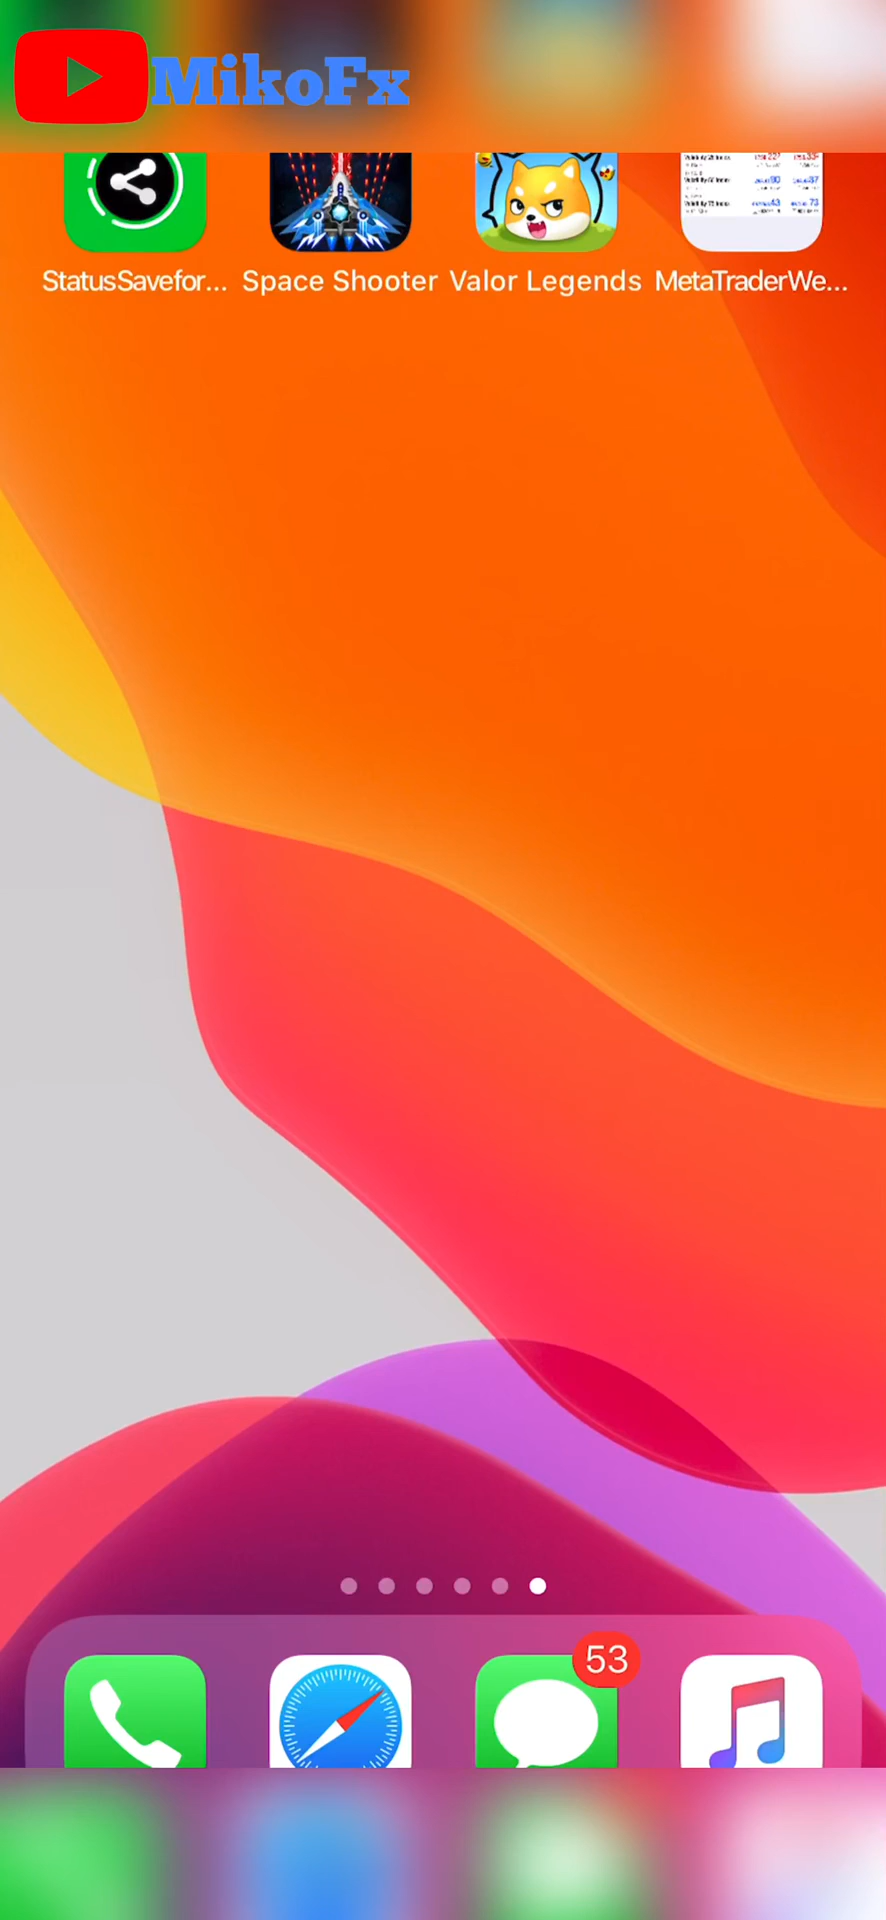 MikoFx
StatusSavefor... Space Shooter Valor Legends MetaTraderWe...
53